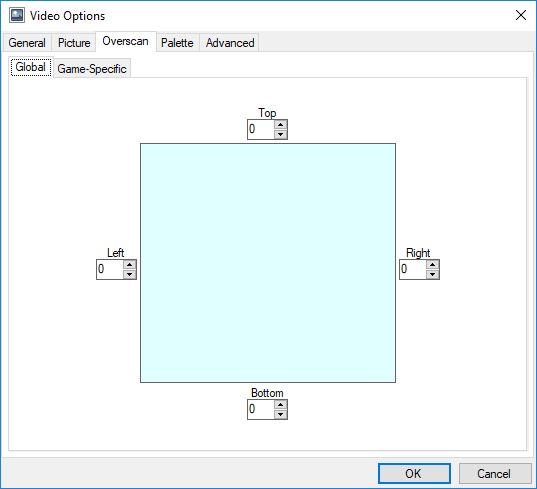 Video Options
General Picture Overscan Palette Advanced
Global Game-Specific
Top
0
Left
0
Right
0
Bottom
0
OK Cancel